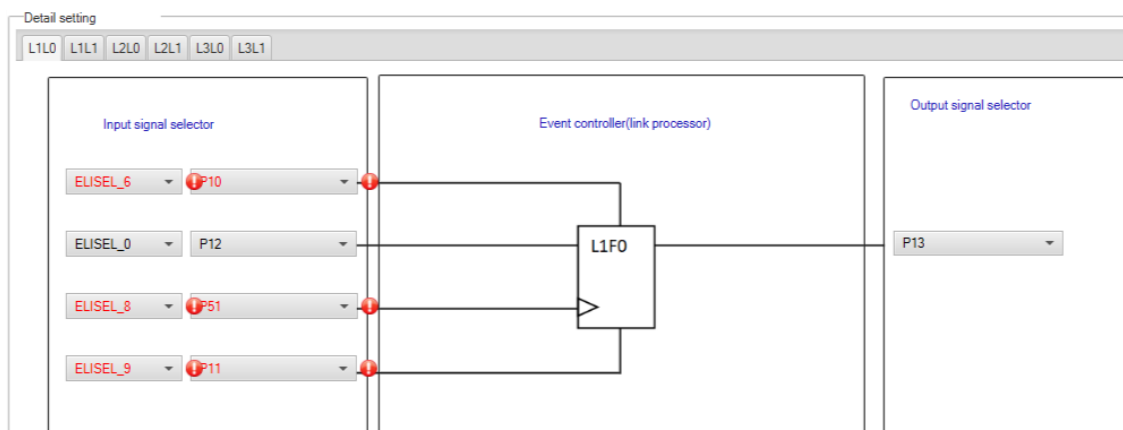 Detail setting
L1L0 L1L1 L2L0 L2L1 L3L0 L3L1
Input signal selector
Event controller(link processor)
Output signal selector
ELISEL_6 P10
ELISEL_0 P12
L1F0
P13
ELISEL_8 P51
ELISEL_9 P11